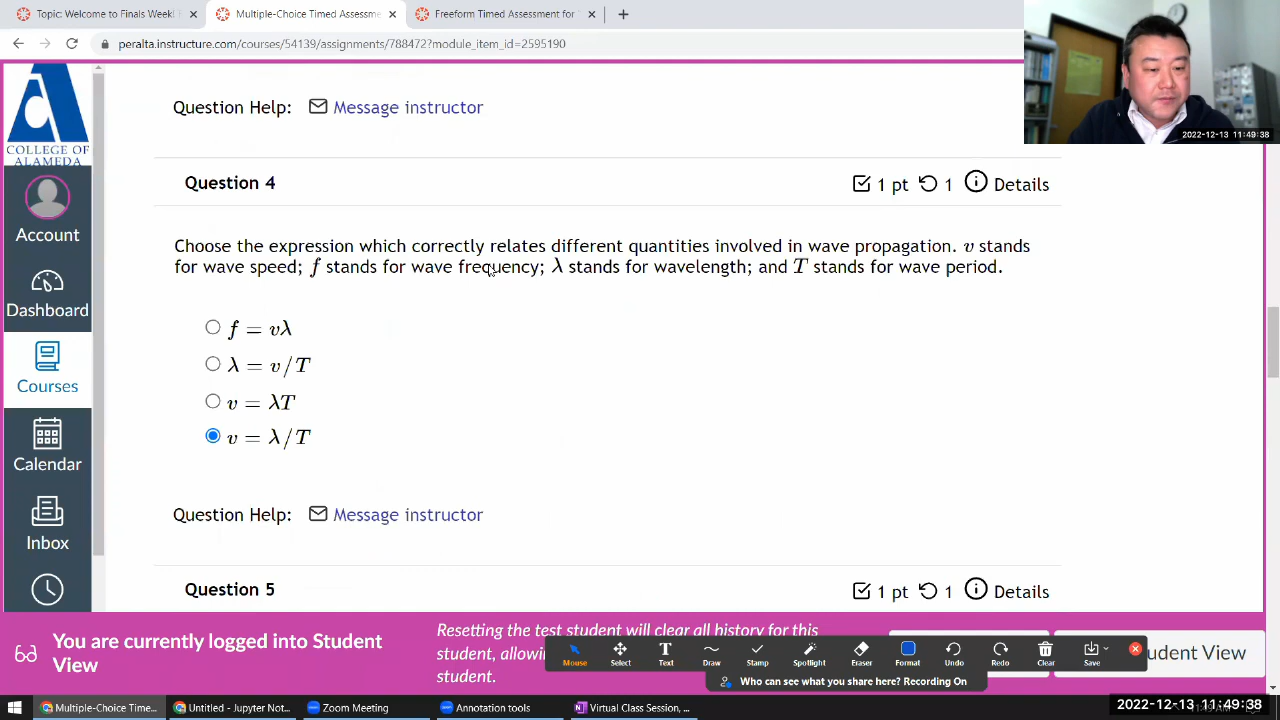 Topic: Welcome to Finals Weekl
Multiple-Choice Timed Assessme
Freeform Timed Assessment for
peralta.instructure.com/courses/54139/assignments/788472?module_item_id=2595190
2022-12-13 11:49:38
COLLEGE OF
ALAMEDA
Account
Dashboard
Courses
Calendar
Inbox
Question Help: Message instructor
Question 4
1 pt 1 Details
Choose the expression which correctly relates different quantities involved in wave propagation. v stands
for wave speed; f stands for wave frequency; λ stands for wavelength; and T stands for wave period.
f = vλ
λ = v/T
v = λT
v = λ/T
Question Help: Message instructor
Question 5
1 pt 1 Details
You are currently logged into Student
View
Resetting the test student will clear all history for this
student, allowin
student.
udent View
Mouse
Select
Text
Draw
Stamp
Spotlight
Eraser
Format
Undo
Redo
Clear
Save
Who can see what you share here? Recording On
Multiple-Choice Time...
Untitled - Jupyter Not...
Zoom Meeting
Annotation tools
Virtual Class Session, ...
2022-12-13 11:49:38